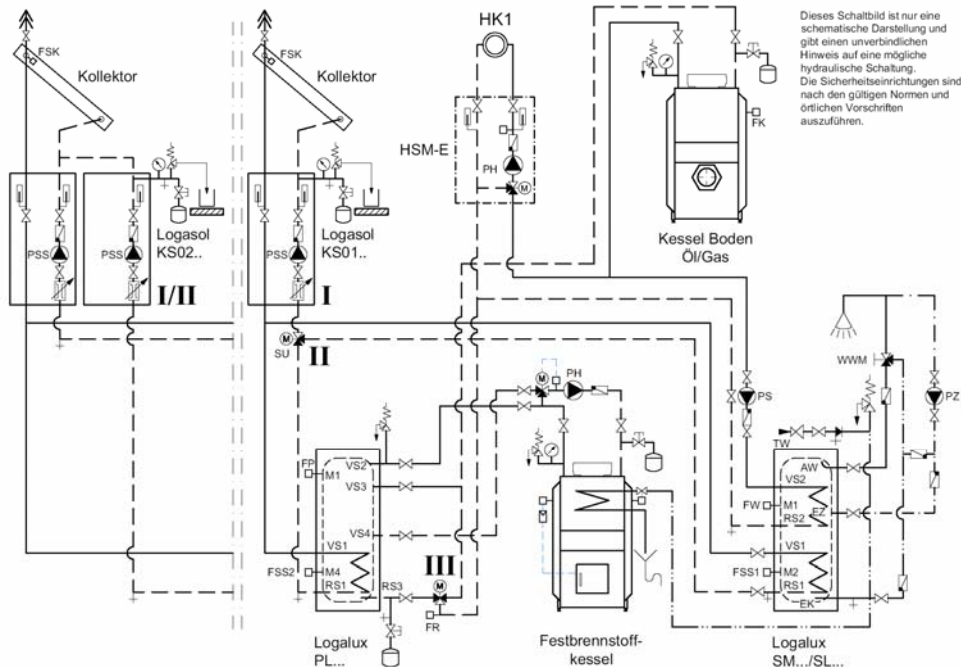 HK1
Dieses Schaltbild ist nur eine
schematische Darstellung und
gibt einen unverbindlichen
Hinweis auf eine mögliche
hydraulische Schaltung.
Die Sicherheitseinrichtungen sind
nach den gültigen Normen und
örtlichen Vorschriften
auszuführen.
FSK
Kollektor
FSK
Kollektor
FK
HSM-E
PH
M
Logasol
KS02..
Logasol
KS01..
Kessel Boden
Öl/Gas
PSS
PSS
PSS
I/II
I
M
SU
II
WWM
M
PH
PS
PZ
TW
FP
M1
VS2
VS3
VS4
AW
VS2
FW
M1
EZ
RS2
VS1
FSS2
M4
RS1
RS3
III
M
FR
VS1
FSS1
M2
RS1
EK
Logalux
PL...
Festbrennstoff-
kessel
Logalux
SM.../SL...